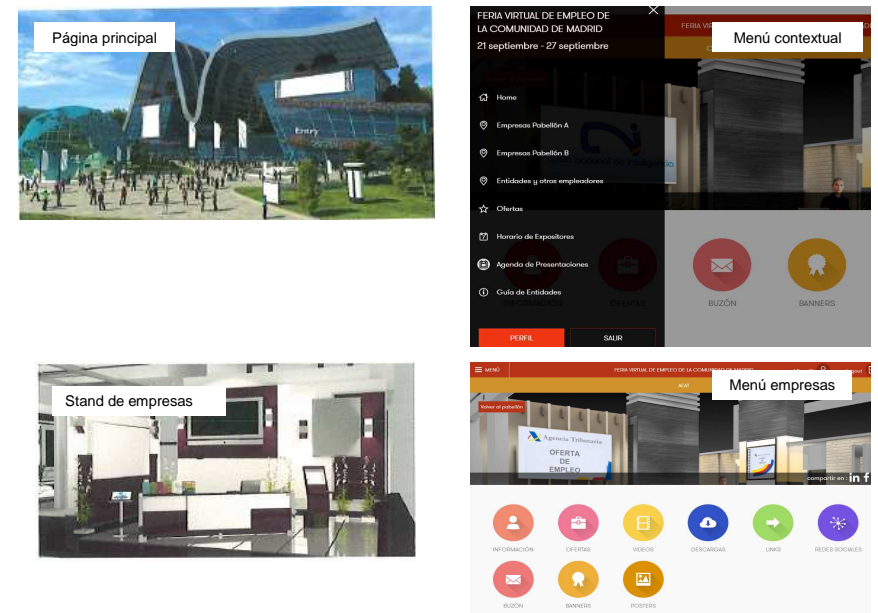 Página principal
Entry
FERIA VIRTUAL DE EMPLEO DE
LA COMUNIDAD DE MADRID
21 septiembre - 27 septiembre
Home
Empresas Pabellón A
Empresas Pabellón B
Entidades y otros empleadores
Ofertas
Horario de Expositores
Agenda de Presentaciones
Guía de Entidades
PERFIL
SALIR
FERIA
Menú contextual
INFORMACIÓN
OFERTAS
BUZÓN
BANNERS
Stand de empresas
MENÚ
FERIA VIRTUAL DE EMPLEO DE LA COMUNIDAD DE MADRID
AEAT
Menú empresas
Volver al pabellón
Agencia Tributaria
OFERTA
DE
EMPLEO
compartir en : in f
INFORMACIÓN
OFERTAS
VIDEOS
DESCARGAS
LINKS
REDES SOCIALES
BUZÓN
BANNERS
POSTERS